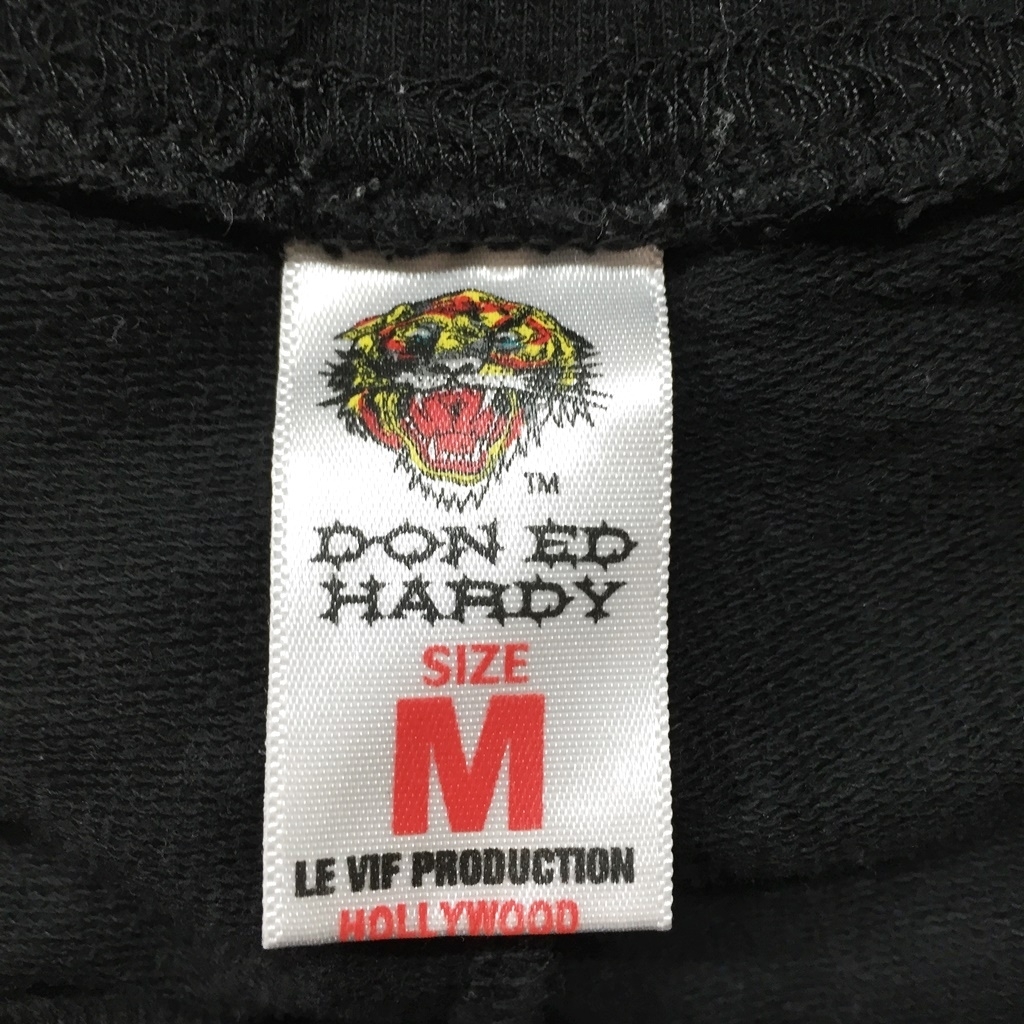 TM
DON ED
HARDY
SIZE
M
LE VIF PRODUCTION
HOLLYWOOD